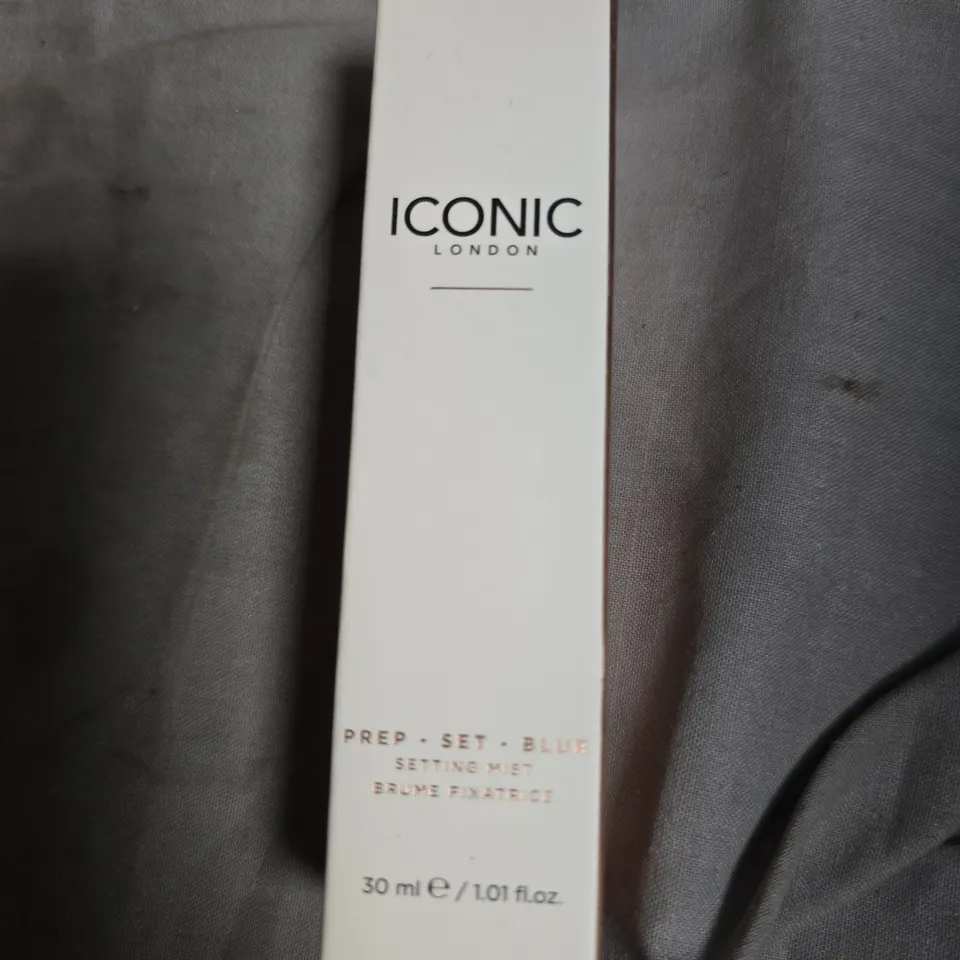 ICONIC
LONDON
PREP - SET - BLUR
SETTING MIST
BRUME FIXATRICE
30 ml ℮ / 1.01 fl.oz.